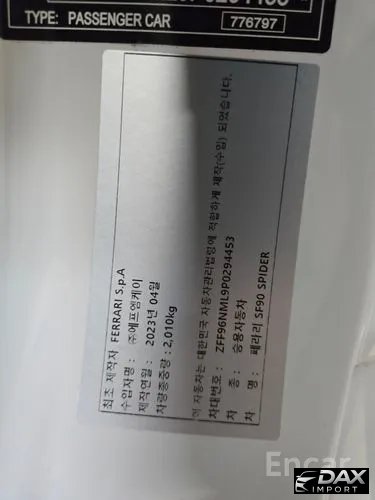 TYPE: PASSENGER CAR
776797
최초 제작자 FERRARI S.p.A
수입자명 : ㈜에프엠케이
제작연월 : 2023년 04월
차량총중량 : 2,010kg
이 자동차는 대한민국 자동차관리법령에 적합하게 제작(수입) 되었습니다.
차대번호 : ZFF96NML9P0294453
차 종 : 승용자동차
차 명 : 페라리 SF90 SPIDER
Encar
DAX
IMPORT